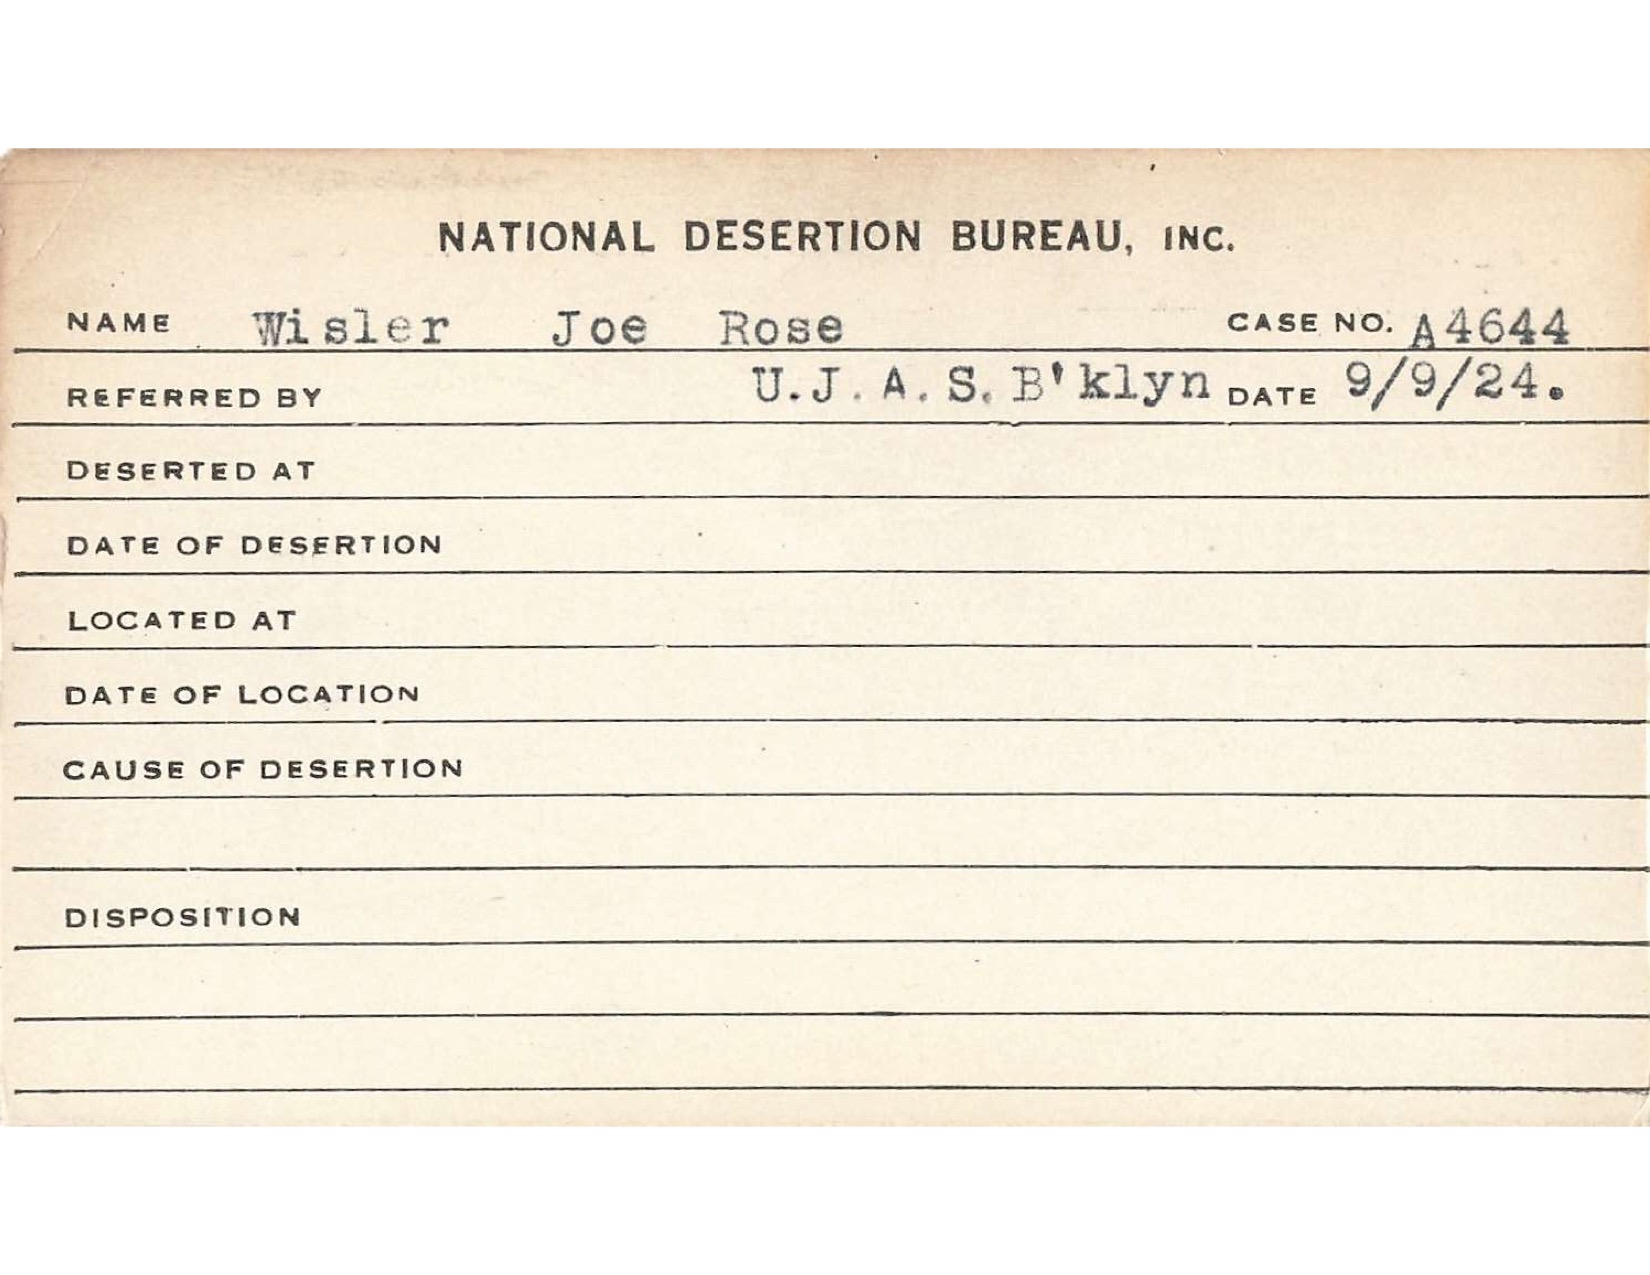 NATIONAL DESERTION BUREAU, INC.
NAME Wisler Joe Rose CASE NO. A4644
REFERRED BY U.J.A.S.B'klyn DATE 9/9/24.
DESERTED AT
DATE OF DESERTION
LOCATED AT
DATE OF LOCATION
CAUSE OF DESERTION
DISPOSITION